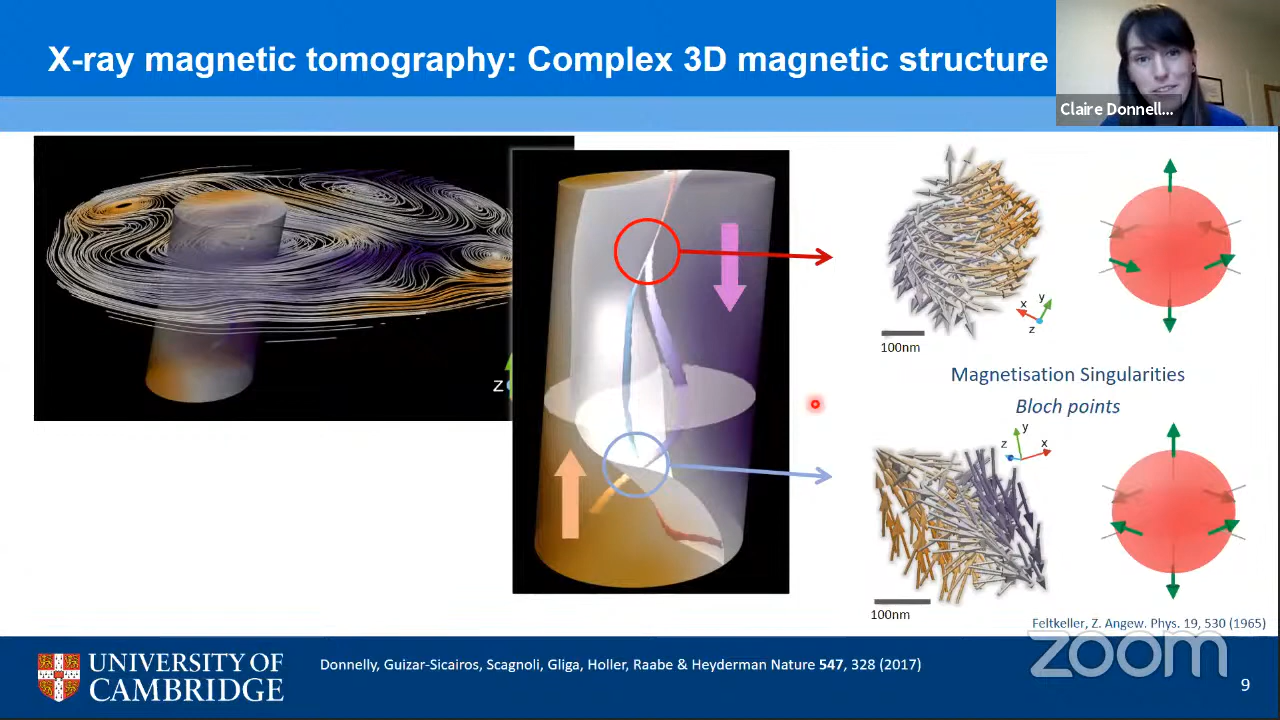 X-ray magnetic tomography: Complex 3D magnetic structure
Claire Donnell...
z
x
y
z
100nm
Magnetisation Singularities
Bloch points
y
z
x
100nm
Feltkeller, Z. Angew. Phys. 19, 530 (1965)
zoom
UNIVERSITY OF
CAMBRIDGE
Donnelly, Guizar-Sicairos, Scagnoli, Gliga, Holler, Raabe & Heyderman Nature 547, 328 (2017)
9